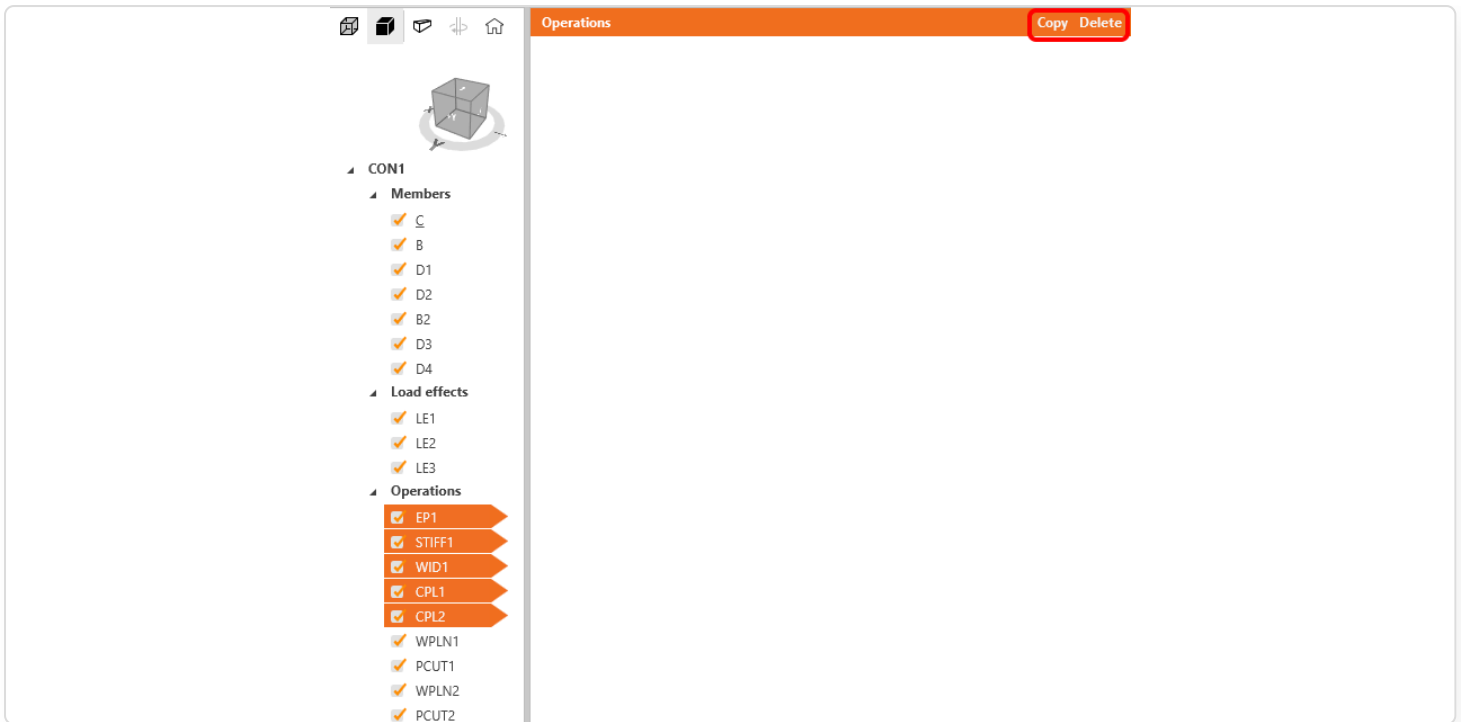 Operations Copy Delete
Y
CON1
Members
C
B
D1
D2
B2
D3
D4
Load effects
LE1
LE2
LE3
Operations
EP1
STIFF1
WID1
CPL1
CPL2
WPLN1
PCUT1
WPLN2
PCUT2